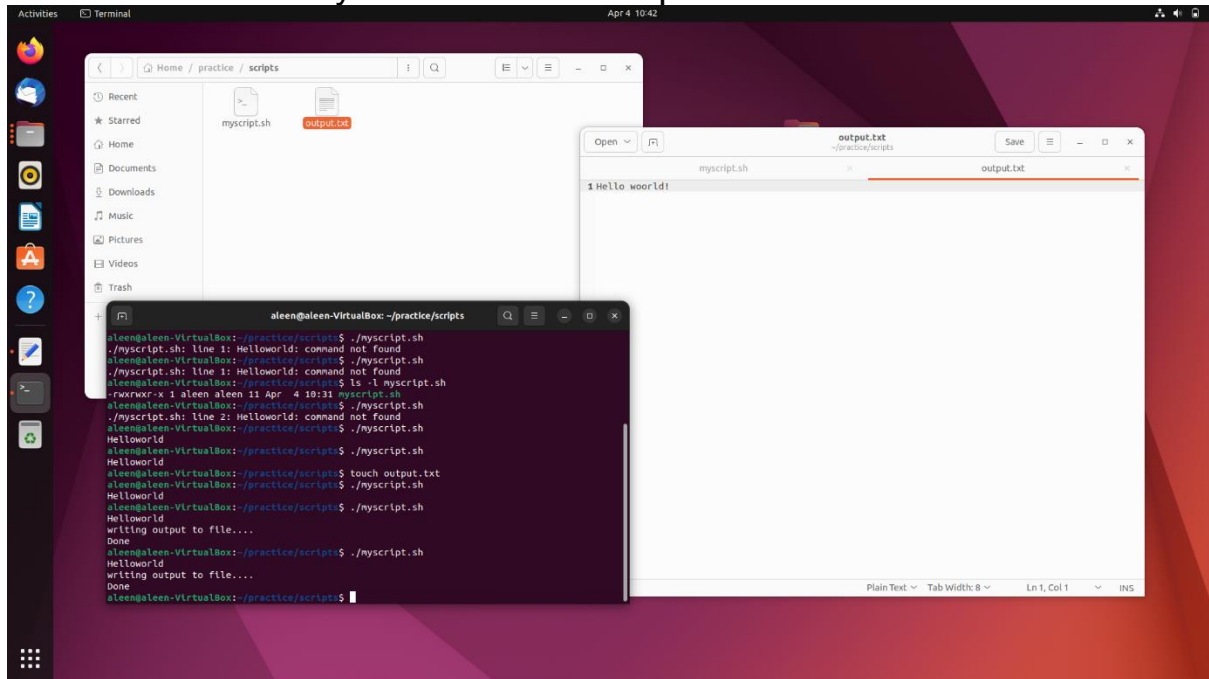 Activities Terminal Apr 4 10:42
Home / practice / scripts
Recent
Starred
Home
Documents
Downloads
Music
Pictures
Videos
Trash
myscript.sh output.txt
Open output.txt Save
~/practice/scripts
myscript.sh output.txt
1 Hello woorld!
Plain Text Tab Width: 8 Ln 1, Col 1 INS
aleen@aleen-VirtualBox: ~/practice/scripts
aleen@aleen-VirtualBox:~/practice/scripts$ ./myscript.sh
./myscript.sh: line 1: Helloworld: command not found
aleen@aleen-VirtualBox:~/practice/scripts$ ./myscript.sh
./myscript.sh: line 1: Helloworld: command not found
aleen@aleen-VirtualBox:~/practice/scripts$ ls -l myscript.sh
-rwxrwxr-x 1 aleen aleen 11 Apr 4 10:31 myscript.sh
aleen@aleen-VirtualBox:~/practice/scripts$ ./myscript.sh
./myscript.sh: line 2: Helloworld: command not found
aleen@aleen-VirtualBox:~/practice/scripts$ ./myscript.sh
Helloworld
aleen@aleen-VirtualBox:~/practice/scripts$ ./myscript.sh
Helloworld
aleen@aleen-VirtualBox:~/practice/scripts$ touch output.txt
aleen@aleen-VirtualBox:~/practice/scripts$ ./myscript.sh
Helloworld
aleen@aleen-VirtualBox:~/practice/scripts$ ./myscript.sh
Helloworld
writing output to file....
Done
aleen@aleen-VirtualBox:~/practice/scripts$ ./myscript.sh
Helloworld
writing output to file....
Done
aleen@aleen-VirtualBox:~/practice/scripts$